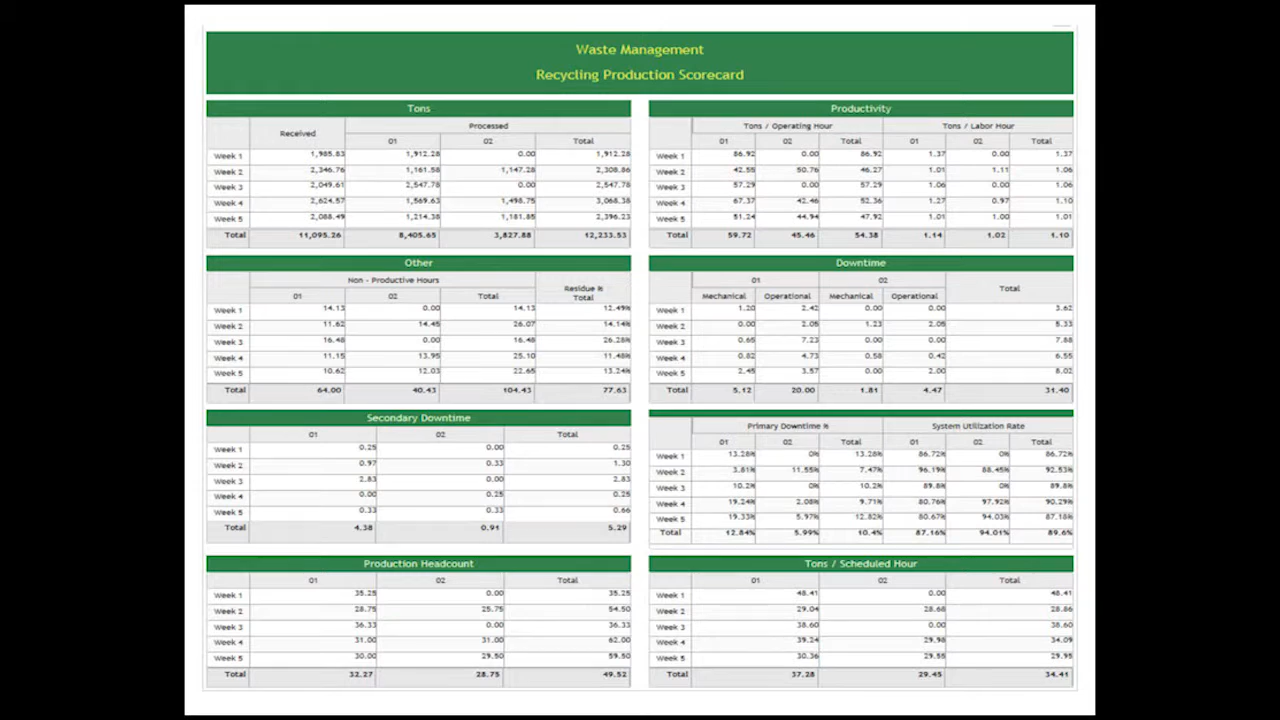 Waste Management
Recycling Production Scorecard
Tons
Received Processed
01 02 Total
Week 1 1,985.83 1,912.28 0.00 1,912.28
Week 2 2,346.76 1,161.58 1,147.28 2,308.86
Week 3 2,049.61 2,547.78 0.00 2,547.78
Week 4 2,624.57 1,569.63 1,498.75 3,068.38
Week 5 2,088.49 1,214.38 1,181.85 2,396.23
Total 11,095.26 8,405.65 3,827.88 12,233.53
Productivity
Tons / Operating Hour Tons / Labor Hour
01 02 Total 01 02 Total
Week 1 86.92 0.00 86.92 1.37 0.00 1.37
Week 2 42.55 50.76 46.27 1.01 1.11 1.06
Week 3 57.29 0.00 57.29 1.06 0.00 1.06
Week 4 67.37 42.46 52.36 1.27 0.97 1.10
Week 5 51.24 44.94 47.92 1.01 1.00 1.01
Total 59.72 45.46 54.38 1.14 1.02 1.10
Other
Non - Productive Hours Residue %
01 02 Total Total
Week 1 14.13 0.00 14.13 12.49%
Week 2 11.62 14.45 26.07 14.14%
Week 3 16.48 0.00 16.48 26.28%
Week 4 11.15 13.95 25.10 11.48%
Week 5 10.62 12.03 22.65 13.24%
Total 64.00 40.43 104.43 77.63
Downtime
01 02 Total
Mechanical Operational Mechanical Operational
Week 1 1.20 2.42 0.00 0.00 3.62
Week 2 0.00 2.05 1.23 2.05 5.33
Week 3 0.65 7.23 0.00 0.00 7.88
Week 4 0.82 4.73 0.58 0.42 6.55
Week 5 2.45 3.57 0.00 2.00 8.02
Total 5.12 20.00 1.81 4.47 31.40
Secondary Downtime
01 02 Total
Week 1 0.25 0.00 0.25
Week 2 0.97 0.33 1.30
Week 3 2.83 0.00 2.83
Week 4 0.00 0.25 0.25
Week 5 0.33 0.33 0.66
Total 4.38 0.91 5.29
Primary Downtime % System Utilization Rate
01 02 Total 01 02 Total
Week 1 13.28% 0% 13.28% 86.72% 0% 86.72%
Week 2 3.81% 11.55% 7.47% 96.19% 88.45% 92.53%
Week 3 10.2% 0% 10.2% 89.8% 0% 89.8%
Week 4 19.24% 2.08% 9.71% 80.76% 97.92% 90.29%
Week 5 19.33% 5.97% 12.82% 80.67% 94.03% 87.18%
Total 12.84% 5.99% 10.4% 87.16% 94.01% 89.6%
Production Headcount
01 02 Total
Week 1 35.25 0.00 35.25
Week 2 28.75 25.75 54.50
Week 3 36.33 0.00 36.33
Week 4 31.00 31.00 62.00
Week 5 30.00 29.50 59.50
Total 32.27 28.75 49.52
Tons / Scheduled Hour
01 02 Total
Week 1 48.41 0.00 48.41
Week 2 29.04 28.68 28.86
Week 3 38.60 0.00 38.60
Week 4 39.24 29.98 34.09
Week 5 30.36 29.55 29.95
Total 37.28 29.45 34.41